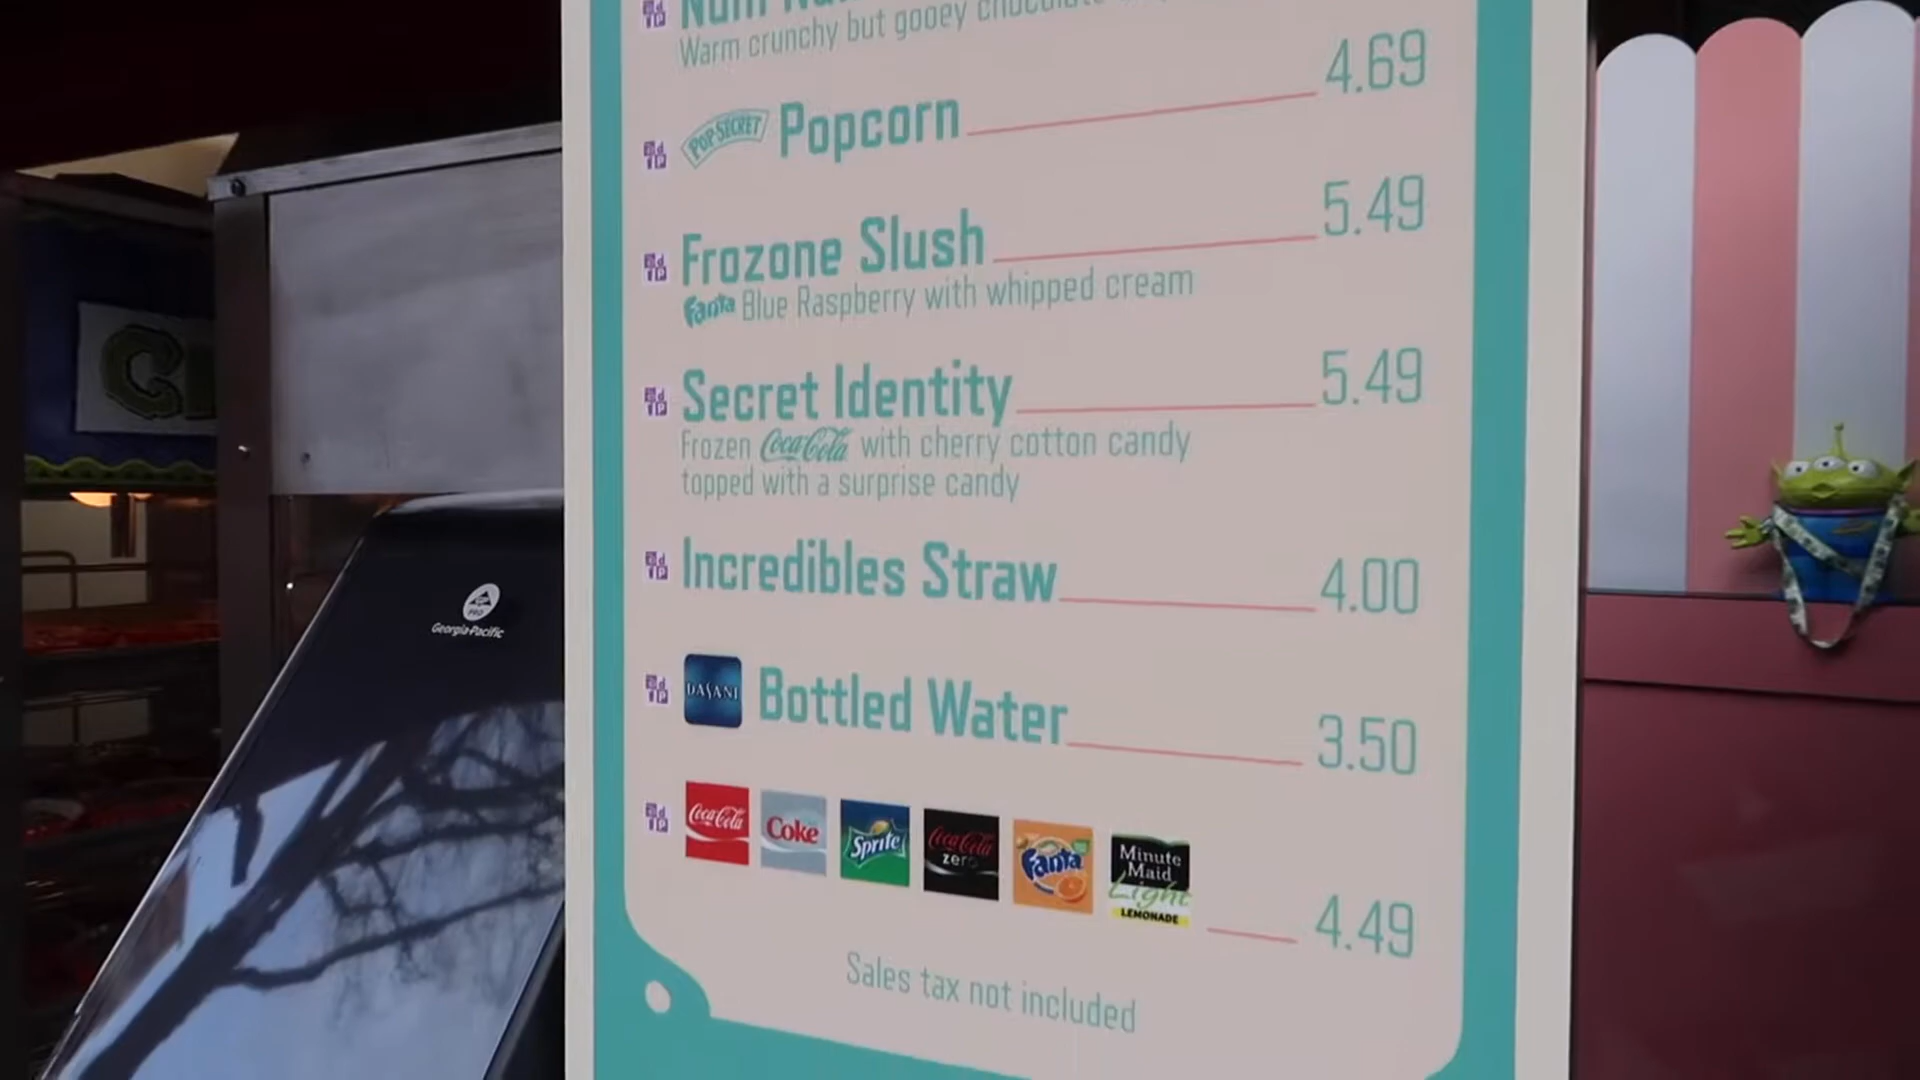 Warm crunchy but gooey
POP·SECRET Popcorn 4.69
Frozone Slush 5.49
Fanta Blue Raspberry with whipped cream
Secret Identity 5.49
Frozen Coca-Cola with cherry cotton candy
topped with a surprise candy
Incredibles Straw 4.00
DASANI Bottled Water 3.50
Coca-Cola Coke Sprite Coca-Cola zero Fanta Minute Maid Light LEMONADE 4.49
Sales tax not included
GP PRO
Georgia-Pacific